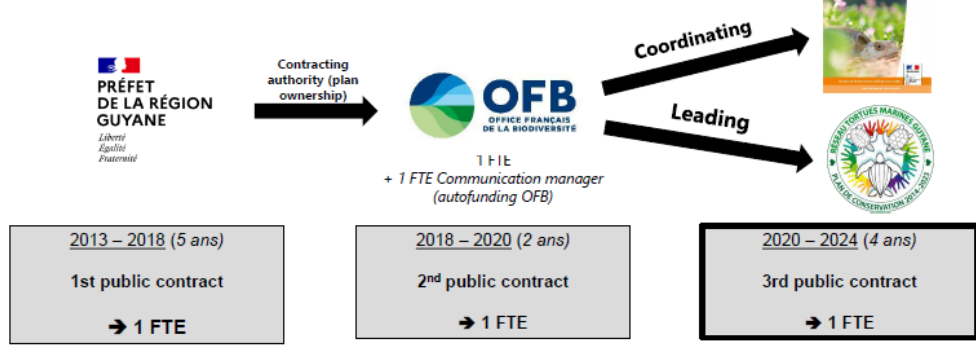 PRÉFET
DE LA RÉGION
GUYANE
Liberté
Égalité
Fraternité
Contracting
authority (plan
ownership)
OFB
OFFICE FRANÇAIS
DE LA BIODIVERSITÉ
1 FTE
+ 1 FTE Communication manager
(autofunding OFB)
Coordinating
Leading
RÉSEAU TORTUES MARINES GUYANE
PLAN DE CONSERVATION 2014-2023
2013 – 2018 (5 ans)
1st public contract
➔ 1 FTE
2018 – 2020 (2 ans)
2nd public contract
➔ 1 FTE
2020 – 2024 (4 ans)
3rd public contract
➔ 1 FTE